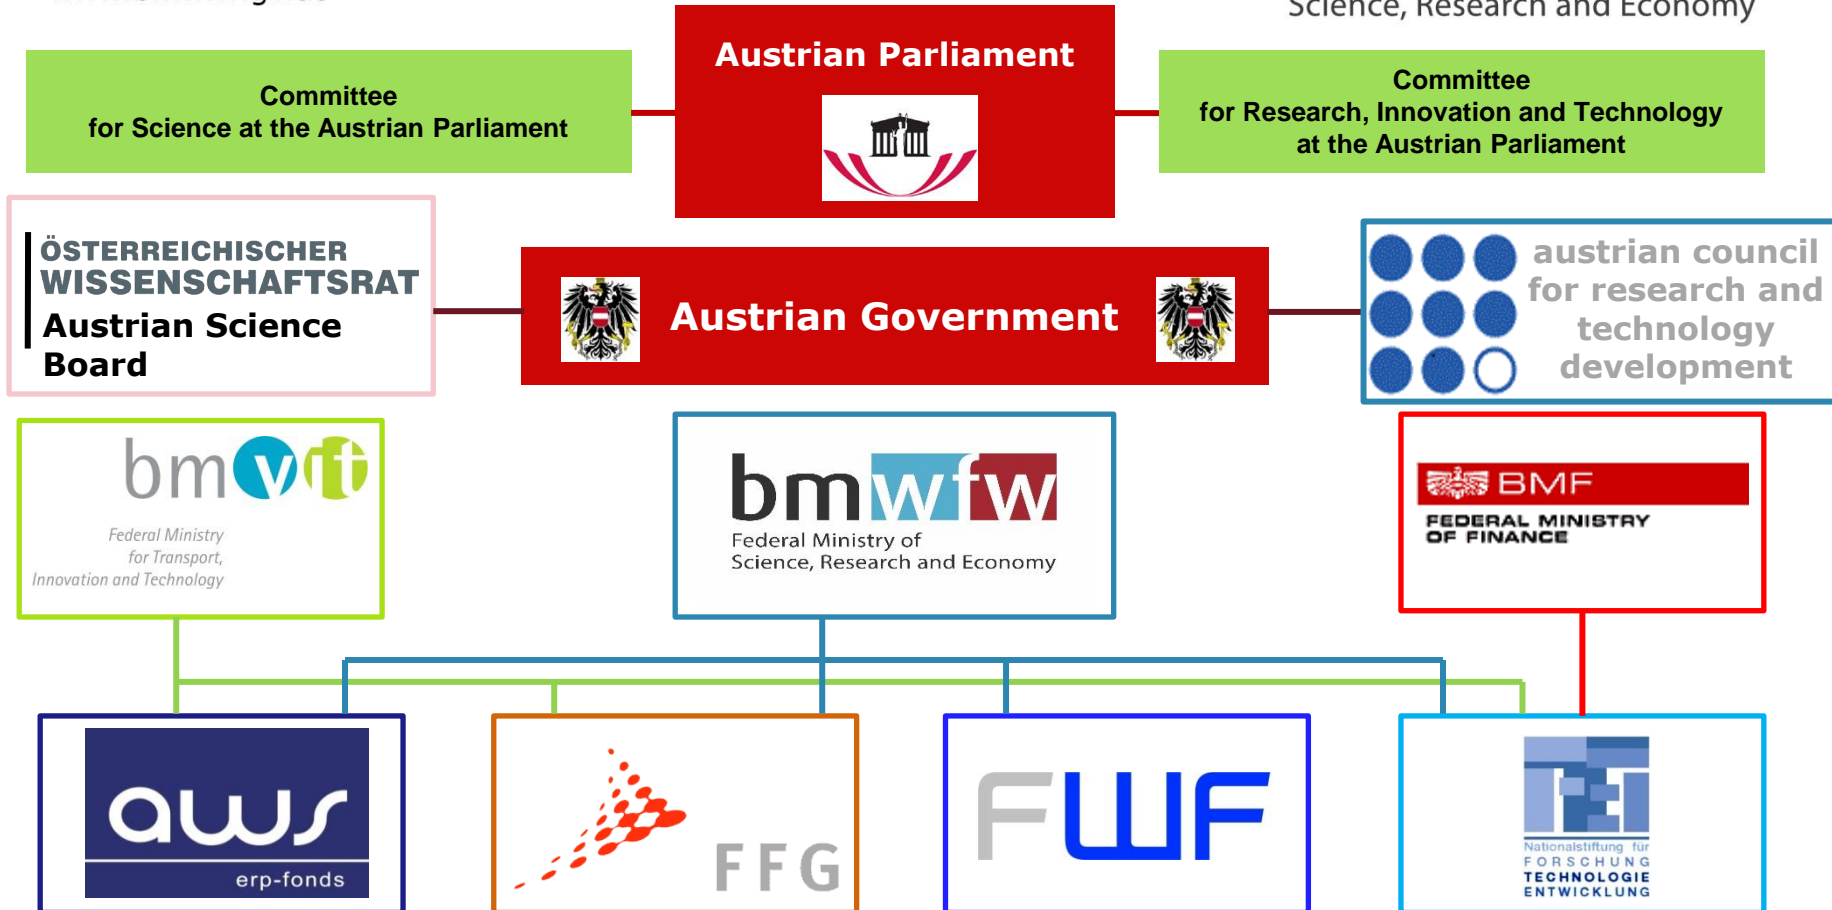 Science, Research and Economy
Austrian Parliament
Committee
for Science at the Austrian Parliament
Committee
for Research, Innovation and Technology
at the Austrian Parliament
ÖSTERREICHISCHER
WISSENSCHAFTSRAT
Austrian Science
Board
Austrian Government
austrian council
for research and
technology
development
bmvit
Federal Ministry
for Transport,
Innovation and Technology
bmwfw
Federal Ministry of
Science, Research and Economy
BMF
FEDERAL MINISTRY
OF FINANCE
aws
erp-fonds
FFG
FWF
FTE
Nationalstiftung für
FORSCHUNG
TECHNOLOGIE
ENTWICKLUNG